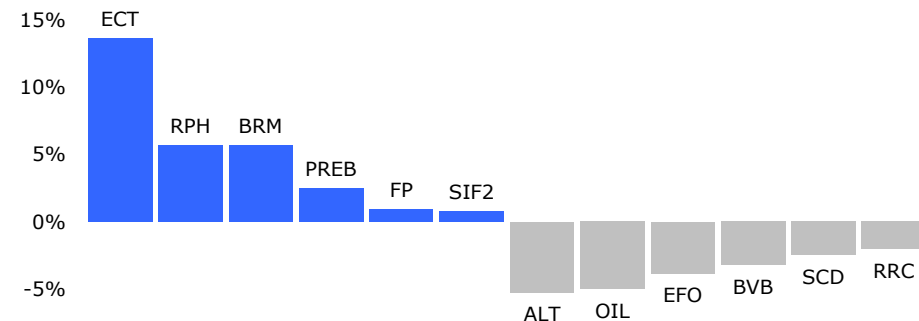 15%
ECT
10%
RPH
BRM
5%
PREB
FP
SIF2
0%
-5%
ALT
OIL
EFO
BVB
SCD
RRC